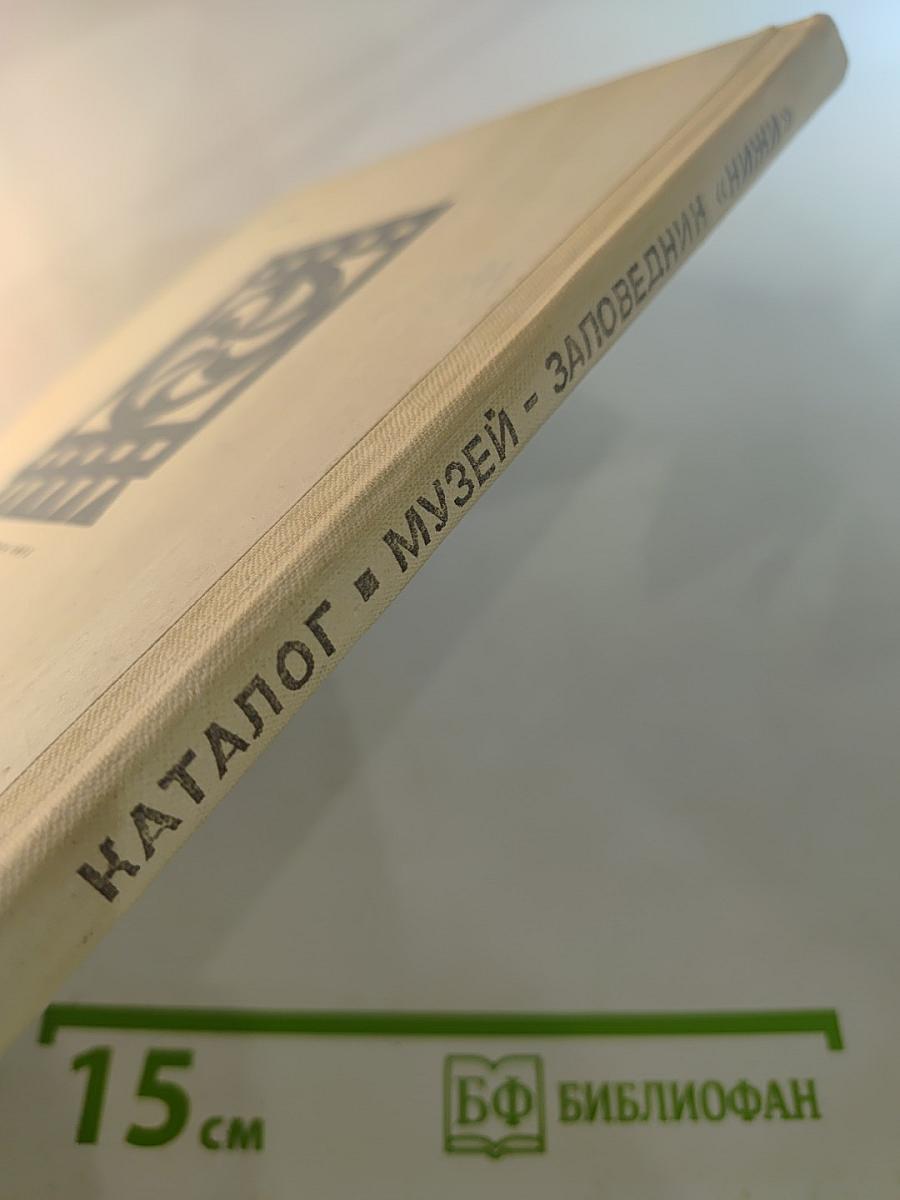 КАТАЛОГ ▪ МУЗЕЙ - ЗАПОВЕДНИК «КИЖИ»
15 см
БФ БИБЛИОФАН